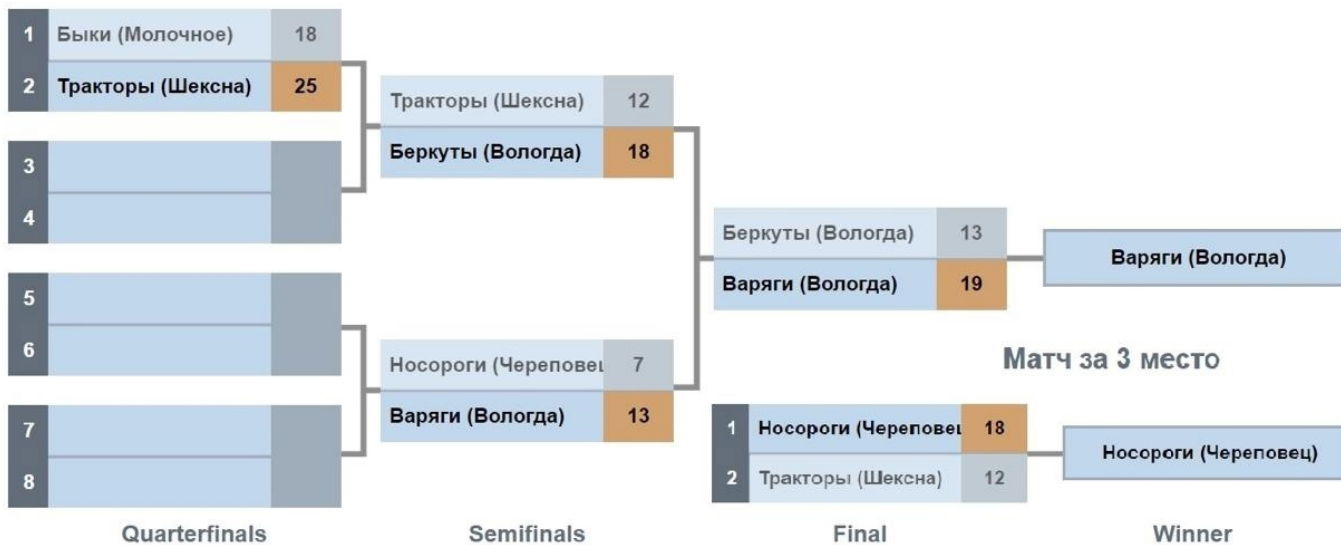 1 Быки (Молочное) 18
2 Тракторы (Шексна) 25
3
4
5
6
7
8
Тракторы (Шексна) 12
Беркуты (Вологда) 18
Носороги (Черепове 7
Варяги (Вологда) 13
Беркуты (Вологда) 13
Варяги (Вологда) 19
Варяги (Вологда)
Матч за 3 место
1 Носороги (Черепове 18
2 Тракторы (Шексна) 12
Носороги (Череповец)
Quarterfinals Semifinals Final Winner